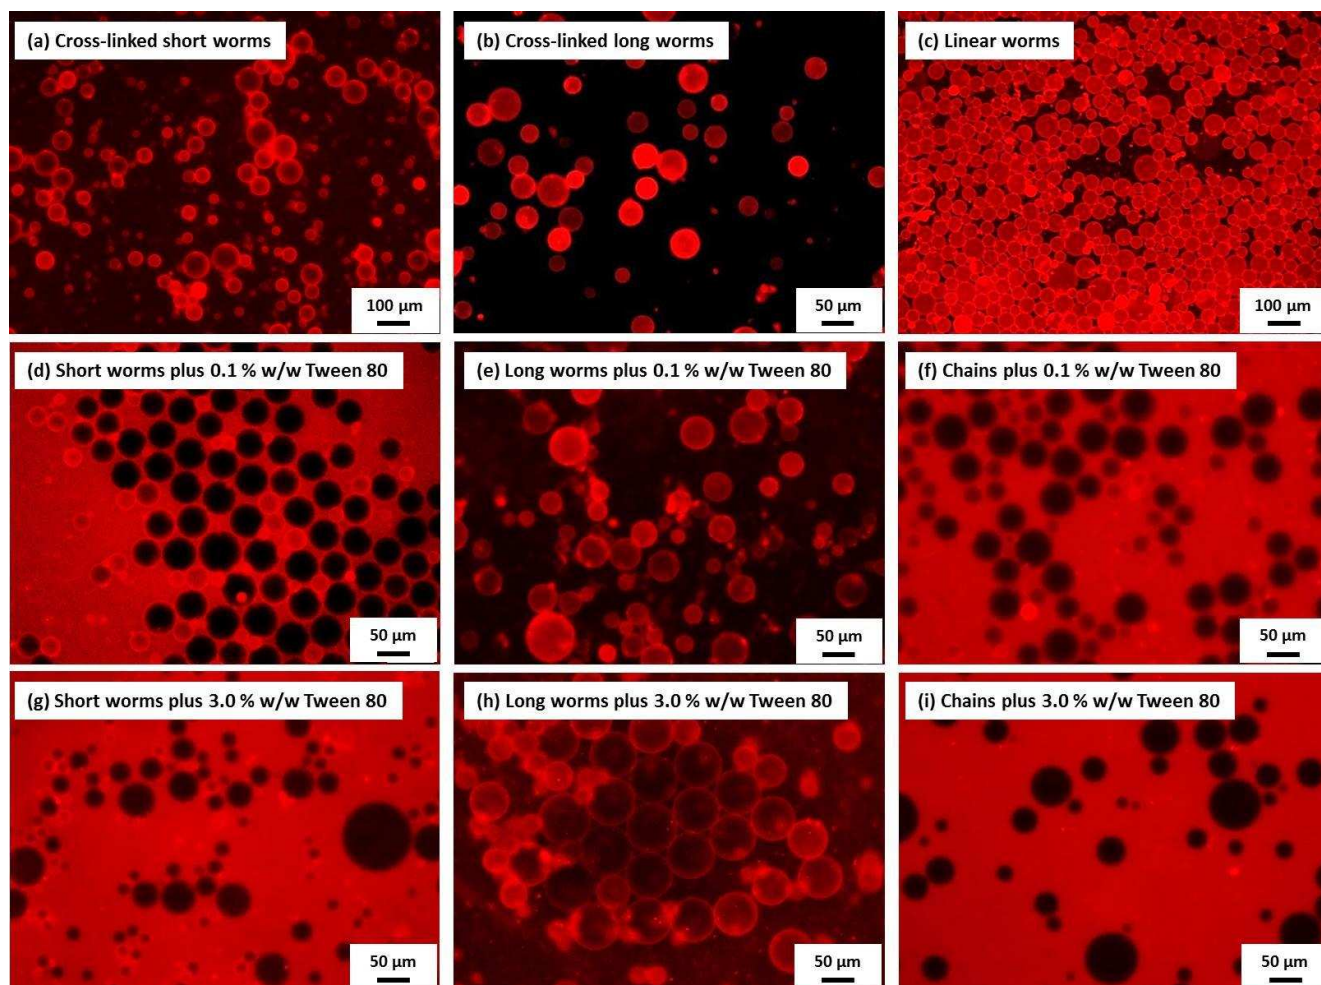 (a) Cross-linked short worms
100 µm
(b) Cross-linked long worms
50 µm
(c) Linear worms
100 µm
(d) Short worms plus 0.1 % w/w Tween 80
50 µm
(e) Long worms plus 0.1 % w/w Tween 80
50 µm
(f) Chains plus 0.1 % w/w Tween 80
50 µm
(g) Short worms plus 3.0 % w/w Tween 80
50 µm
(h) Long worms plus 3.0 % w/w Tween 80
50 µm
(i) Chains plus 3.0 % w/w Tween 80
50 µm